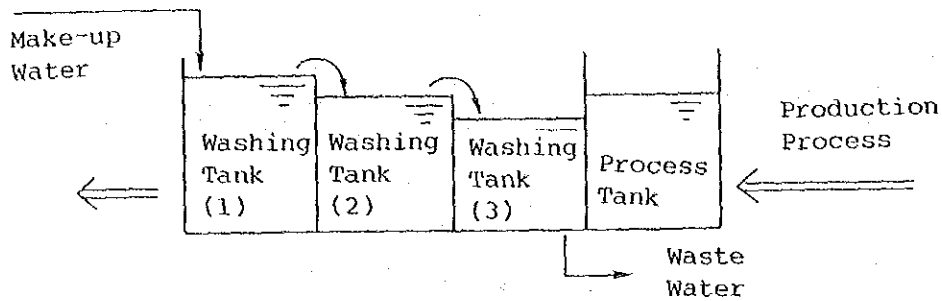 Make-up
Water
Washing
Tank
(1)
Washing
Tank
(2)
Washing
Tank
(3)
Process
Tank
Production
Process
Waste
Water